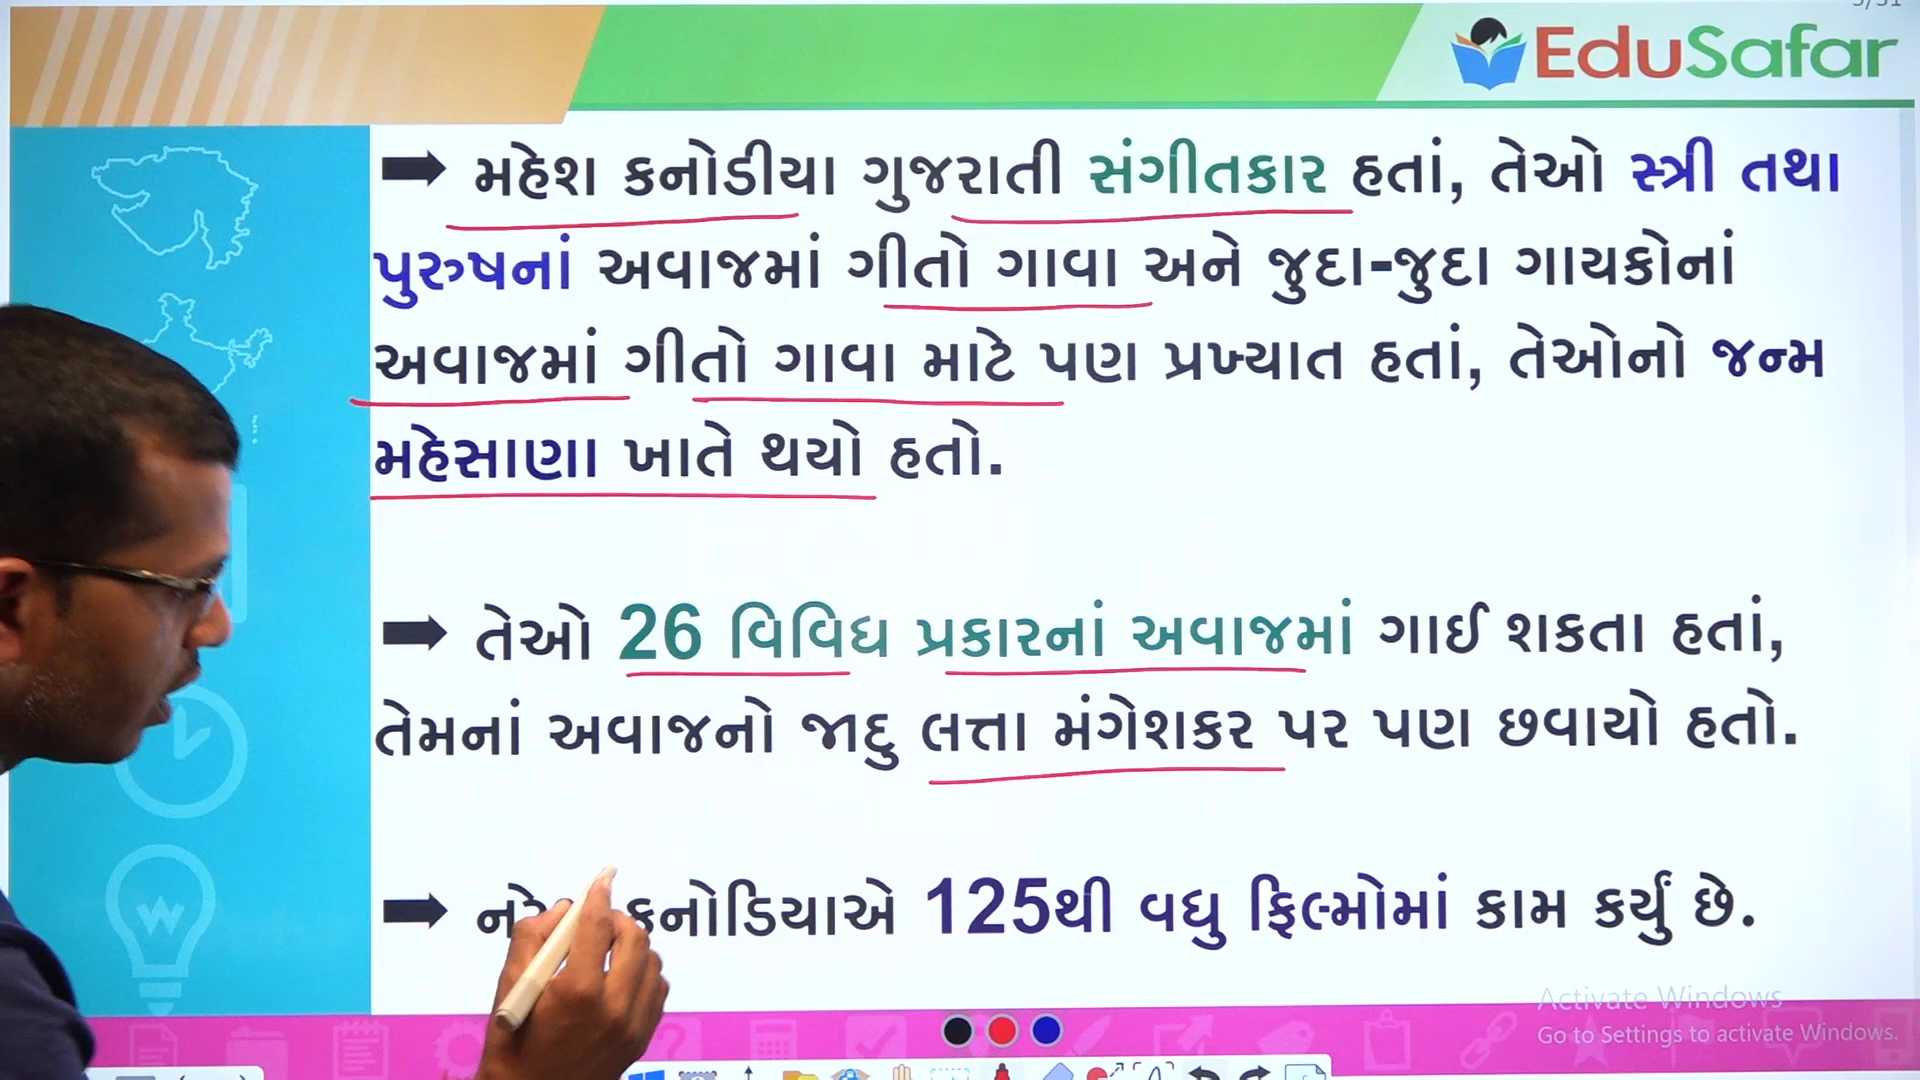 EduSafar
➡ મહેશ કનોડીયા ગુજરાતી સંગીતકાર હતાં, તેઓ સ્ત્રી તથા
પુરુષનાં અવાજમાં ગીતો ગાવા અને જુદા-જુદા ગાયકોનાં
અવાજમાં ગીતો ગાવા માટે પણ પ્રખ્યાત હતાં, તેઓનો જન્મ
મહેસાણા ખાતે થયો હતો.
➡ તેઓ 26 વિવિધ પ્રકારનાં અવાજમાં ગાઈ શકતા હતાં,
તેમનાં અવાજનો જાદુ લત્તા મંગેશકર પર પણ છવાયો હતો.
➡ કનોડિયાએ 125થી વધુ ફિલ્મોમાં કામ કર્યું છે.
Activate Windows
Go to Settings to activate Windows.